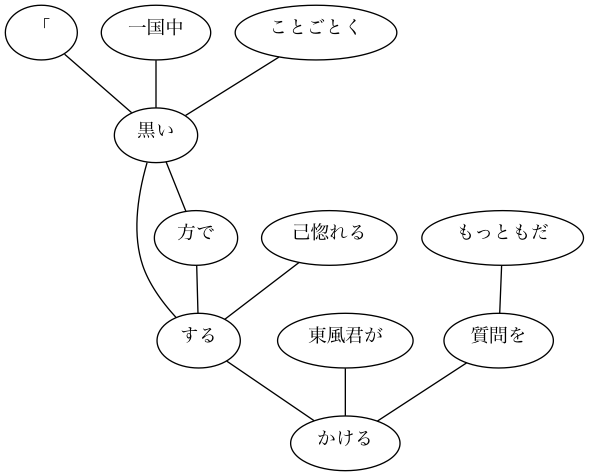 「
一国中
ことごとく
黒い
方で
己惚れる
もっともだ
する
東風君が
質問を
かける